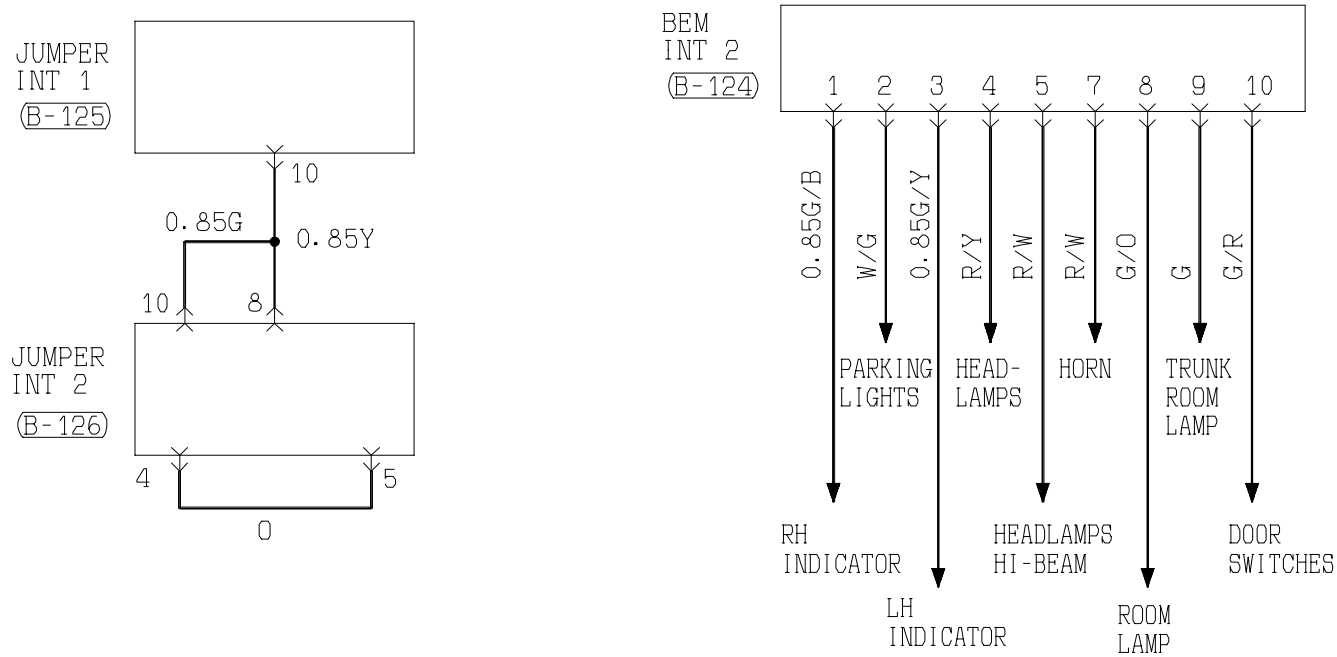 JUMPER
INT 1
(B-125)
10
0.85G
0.85Y
10
8
JUMPER
INT 2
(B-126)
4
5
O
BEM
INT 2
(B-124)
1 2 3 4 5 7 8 9 10
0.85G/B
W/G
0.85G/Y
R/Y
R/W
R/W
G/O
G
G/R
PARKING
LIGHTS
HEAD-
LAMPS
HORN
TRUNK
ROOM
LAMP
RH
INDICATOR
HEADLAMPS
HI-BEAM
DOOR
SWITCHES
LH
INDICATOR
ROOM
LAMP